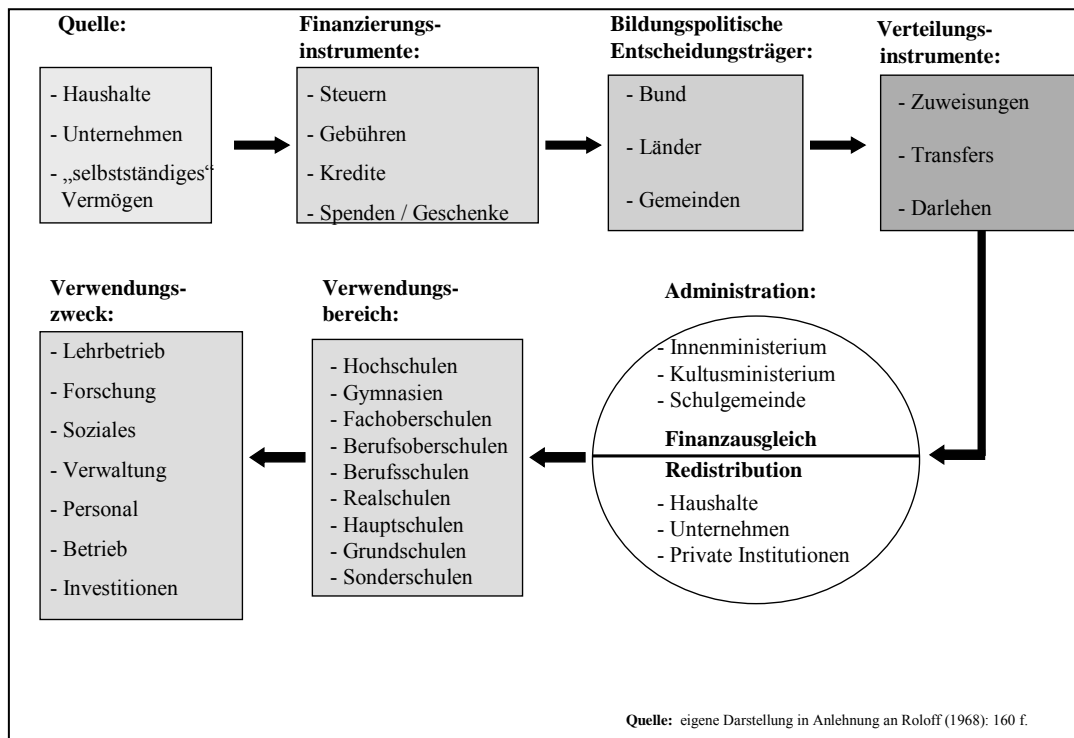 Quelle:
- Haushalte
- Unternehmen
- „selbstständiges“
Vermögen
Finanzierungs-
instrumente:
- Steuern
- Gebühren
- Kredite
- Spenden / Geschenke
Bildungspolitische
Entscheidungsträger:
- Bund
- Länder
- Gemeinden
Verteilungs-
instrumente:
- Zuweisungen
- Transfers
- Darlehen
Administration:
- Innenministerium
- Kultusministerium
- Schulgemeinde
Finanzausgleich
Redistribution
- Haushalte
- Unternehmen
- Private Institutionen
Verwendungs-
bereich:
- Hochschulen
- Gymnasien
- Fachoberschulen
- Berufsoberschulen
- Berufsschulen
- Realschulen
- Hauptschulen
- Grundschulen
- Sonderschulen
Verwendungs-
zweck:
- Lehrbetrieb
- Forschung
- Soziales
- Verwaltung
- Personal
- Betrieb
- Investitionen
Quelle: eigene Darstellung in Anlehnung an Roloff (1968): 160 f.